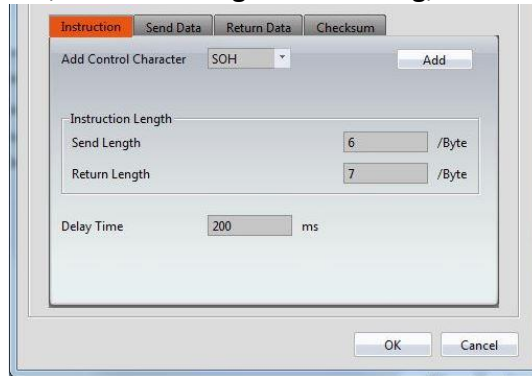 Instruction Send Data Return Data Checksum
Add Control Character SOH Add
Instruction Length
Send Length 6 /Byte
Return Length 7 /Byte
Delay Time 200 ms
OK Cancel